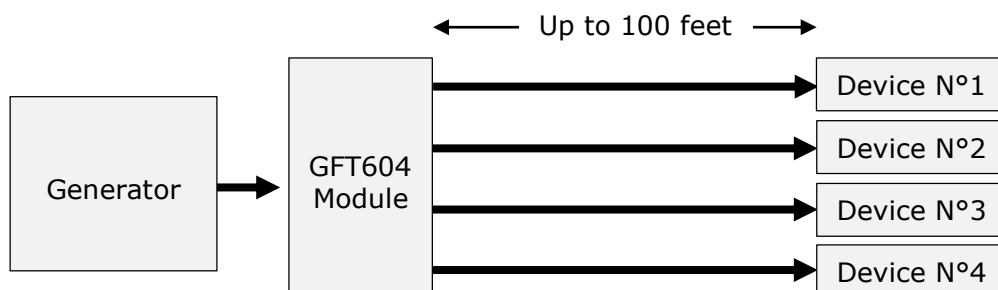 Up to 100 feet
Generator
GFT604
Module
Device N°1
Device N°2
Device N°3
Device N°4